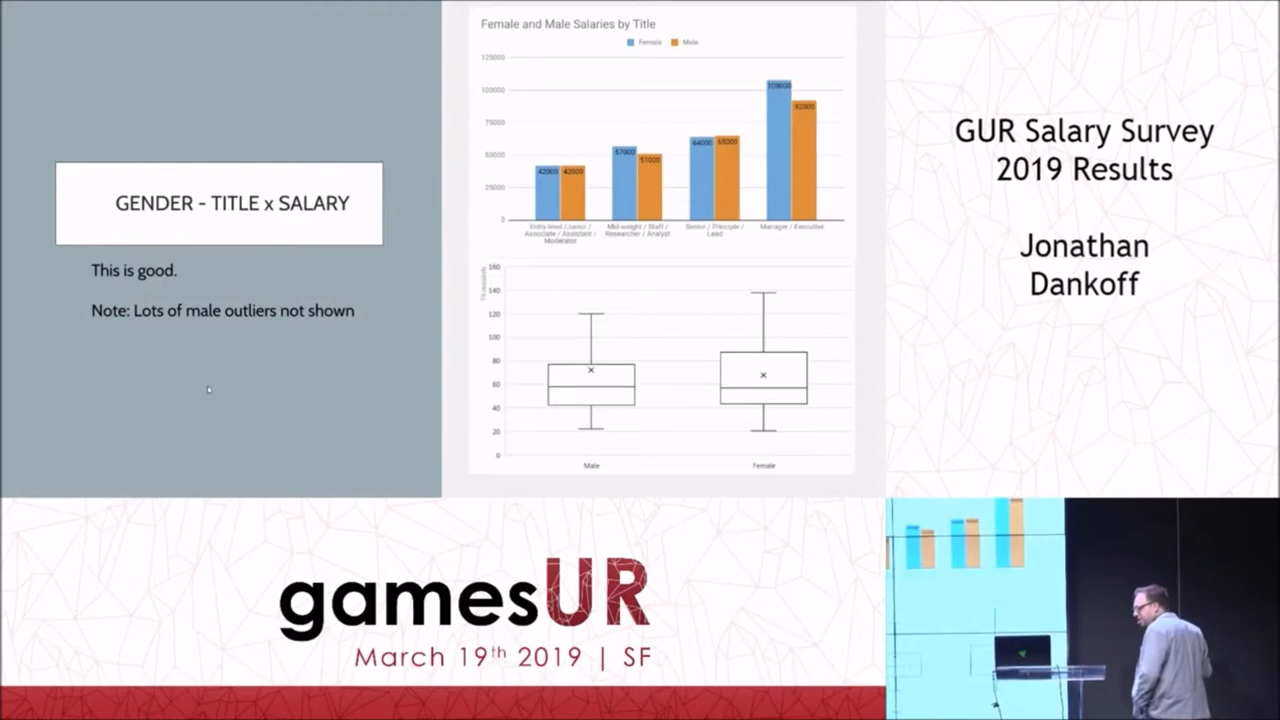 GENDER - TITLE x SALARY
This is good.
Note: Lots of male outliers not shown
Female and Male Salaries by Title
Female Male
125000
100000
75000
50000
25000
0
42000 42000
57000 51000
64000 65000
108000 92000
Entry-level / Junior /
Associate / Assistant /
Moderator
Mid-weight / Staff /
Researcher / Analyst
Senior / Principle /
Lead
Manager / Executive
Thousands
160
140
120
100
80
60
40
20
0
Male Female
GUR Salary Survey
2019 Results
Jonathan
Dankoff
gamesUR
March 19th 2019 | SF